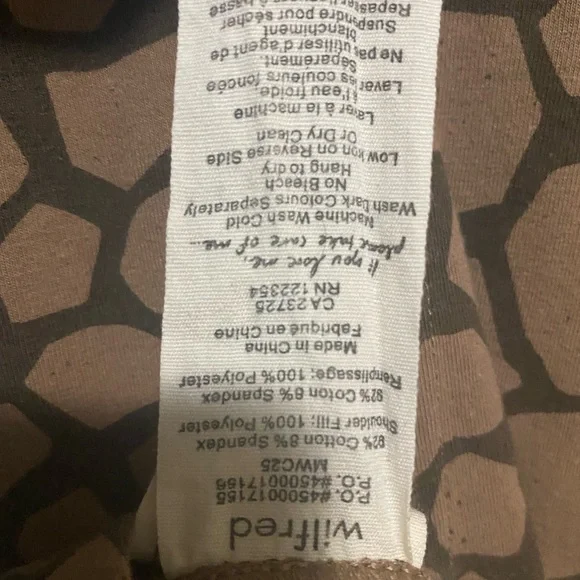 wilfred
P.O. #4500017155
P.O. #4500017156
MWC25
92% Cotton 8% Spandex
Shoulder Fill: 100% Polyester
92% Coton 8% Spandex
Remplissage: 100% Polyester
Made in China
Fabriqué en Chine
CA 23725
RN 122354
If you love me,
please take care of me...
Machine Wash Cold
Wash Dark Colours Separately
No Bleach
Hang to dry
Low Iron on Reverse Side
Or Dry Clean
Laver à la machine
à l'eau froide.
Laver les couleurs foncée
Séparément
Ne pas utiliser d'agent de
blanchiment
Suspendre pour sécher